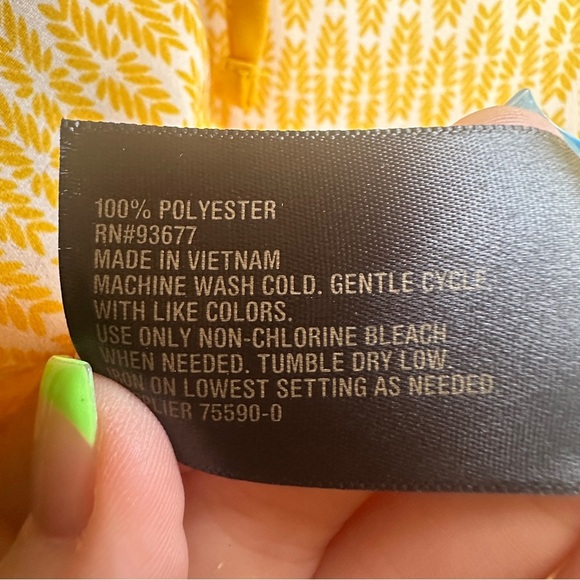 100% POLYESTER
RN#93677
MADE IN VIETNAM
MACHINE WASH COLD. GENTLE CYCLE.
WITH LIKE COLORS.
USE ONLY NON-CHLORINE BLEACH
WHEN NEEDED. TUMBLE DRY LOW.
IRON ON LOWEST SETTING AS NEEDED
75590-0